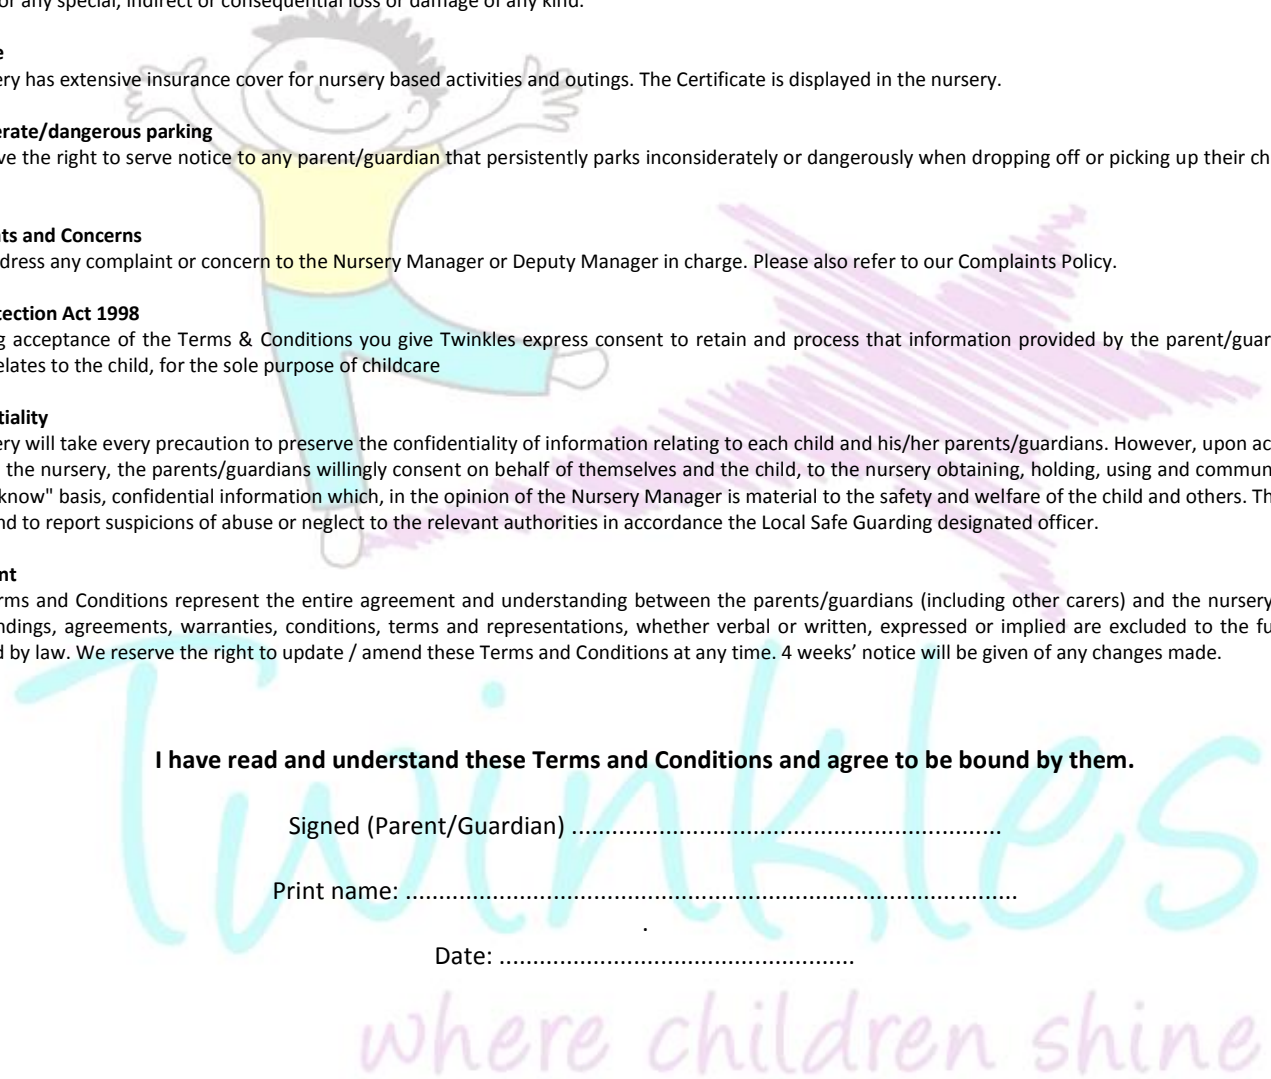 or any special, indirect or consequential loss or damage of any kind.
e
ery has extensive insurance cover for nursery based activities and outings. The Certificate is displayed in the nursery.
erate/dangerous parking
ve the right to serve notice to any parent/guardian that persistently parks inconsiderately or dangerously when dropping off or picking up their ch
nts and Concerns
dress any complaint or concern to the Nursery Manager or Deputy Manager in charge. Please also refer to our Complaints Policy.
tection Act 1998
g acceptance of the Terms & Conditions you give Twinkles express consent to retain and process that information provided by the parent/guar
elates to the child, for the sole purpose of childcare
tiality
ery will take every precaution to preserve the confidentiality of information relating to each child and his/her parents/guardians. However, upon ac
the nursery, the parents/guardians willingly consent on behalf of themselves and the child, to the nursery obtaining, holding, using and commun
know" basis, confidential information which, in the opinion of the Nursery Manager is material to the safety and welfare of the child and others. Th
nd to report suspicions of abuse or neglect to the relevant authorities in accordance the Local Safe Guarding designated officer.
nt
rms and Conditions represent the entire agreement and understanding between the parents/guardians (including other carers) and the nursery
ndings, agreements, warranties, conditions, terms and representations, whether verbal or written, expressed or implied are excluded to the fu
d by law. We reserve the right to update / amend these Terms and Conditions at any time. 4 weeks’ notice will be given of any changes made.
I have read and understand these Terms and Conditions and agree to be bound by them.
Signed (Parent/Guardian) ................................................................
Print name: ...........................................................................................
.
Date: .....................................................
Twinkles
where children shine